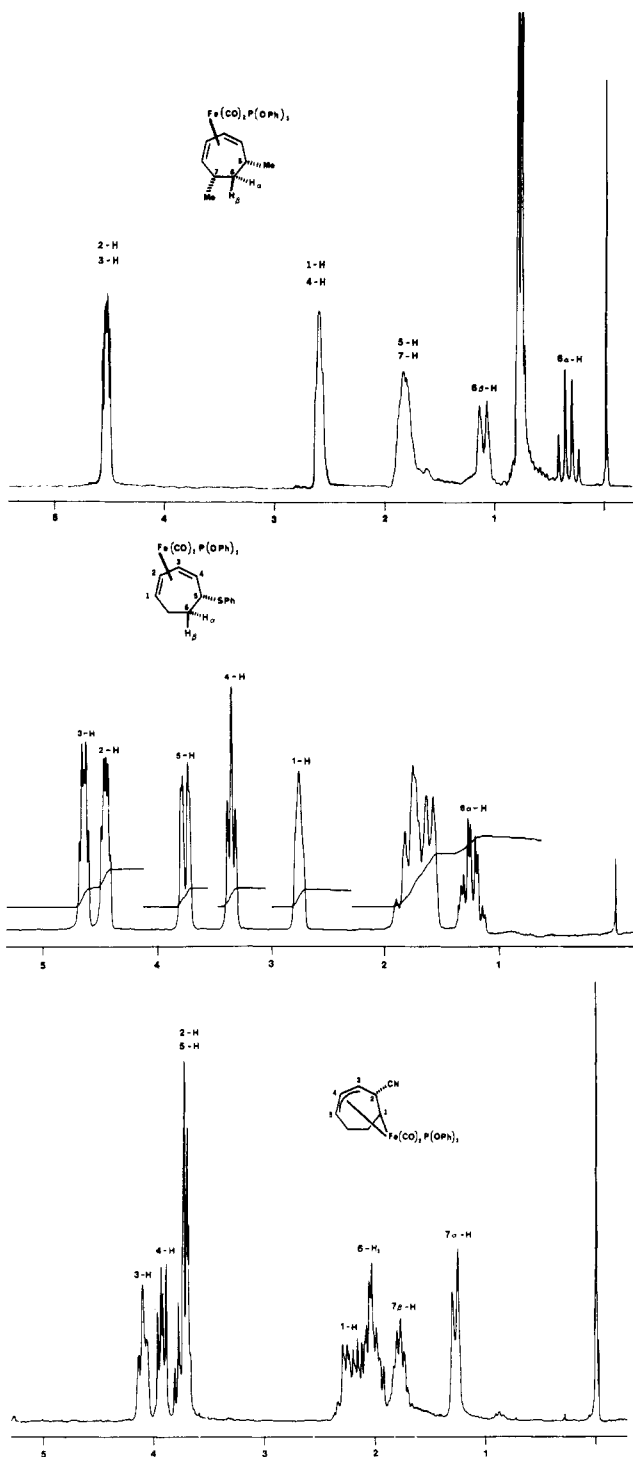 Fe(CO)₂P(OPh)₃
5
Me
7
6
Hα
Me
Hβ
2-H
3-H
1-H
4-H
5-H
7-H
6β-H
6α-H
5 4 3 2 1
Fe(CO)₂P(OPh)₃
3
2
4
1
5
SPh
6
Hα
Hβ
4-H
3-H
2-H
5-H
1-H
6α-H
5 4 3 2 1
2-H
5-H
3
4
CN
2
5
1
Fe(CO)₂P(OPh)₃
7α-H
6-H₂
4-H
3-H
7β-H
1-H
5 4 3 2 1